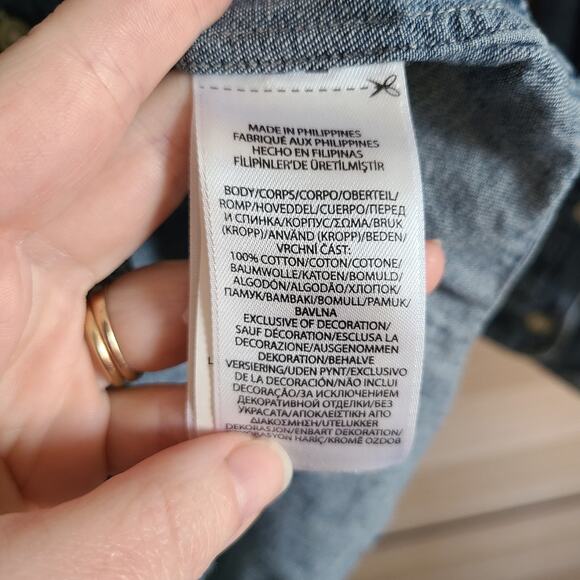 MADE IN PHILIPPINES
FABRIQUÉ AUX PHILIPPINES
HECHO EN FILIPINAS
FİLİPİNLER'DE ÜRETİLMİŞTİR
BODY/CORPS/CORPO/OBERTEIL/
ROMP/HOVEDDEL/CUERPO/ПЕРЕД
И СПИНКА/КОРПУС/ΣΩΜΑ/BRUK
(KROPP)/ANVÄND (KROPP)/BEDEN/
VRCHNÍ ČÁST:
100% COTTON/COTON/COTONE/
BAUMWOLLE/KATOEN/BOMULD/
ALGODÓN/ALGODÃO/ХЛОПОК/
ПАМУК/ΒΑΜΒΑΚΙ/BOMULL/PAMUK/
BAVLNA
EXCLUSIVE OF DECORATION/
SAUF DÉCORATION/ESCLUSA LA
DECORAZIONE/AUSGENOMMEN
DEKORATION/BEHALVE
VERSIERING/UDEN PYNT/EXCLUSIVO
DE LA DECORACIÓN/NÃO INCLUI
DECORAÇÃO/ЗА ИСКЛЮЧЕНИЕМ
ДЕКОРАТИВНОЙ ОТДЕЛКИ/БЕЗ
УКРАСАТА/ΑΠΟΚΛΕΙΣΤΙΚΗ ΑΠΟ
ΔΙΑΚΟΣΜΗΣΗ/UTELUKKER
DEKORASJON/ENBART DEKORATION/
HARİÇ/KROMĚ OZDOB